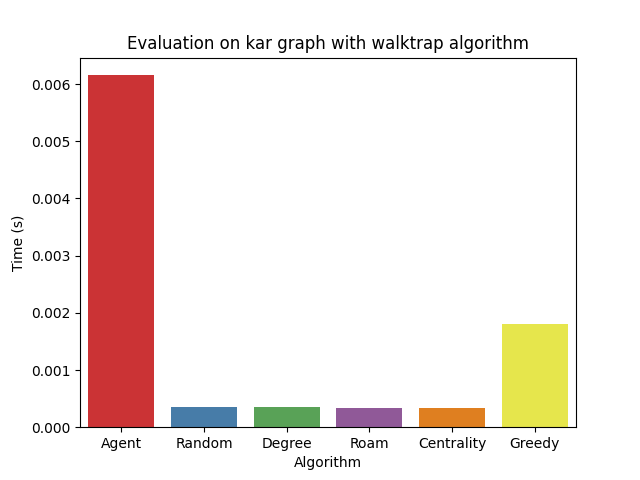 Evaluation on kar graph with walktrap algorithm
0.006
0.005
0.004
0.003
0.002
0.001
0.000
Time (s)
Agent Random Degree Roam Centrality Greedy
Algorithm